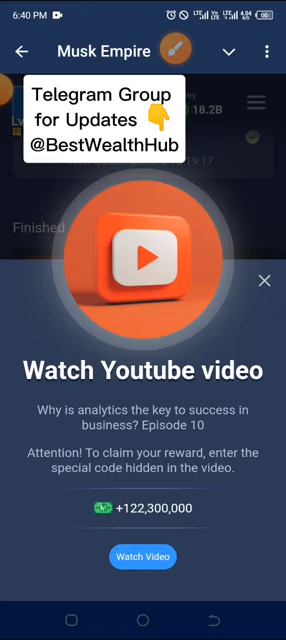 6:40 PM
Musk Empire
Telegram Group
for Updates 👇
@BestWealthHub
18.2B
19:17
Finished
Watch Youtube video
Why is analytics the key to success in
business? Episode 10
Attention! To claim your reward, enter the
special code hidden in the video.
+122,300,000
Watch Video